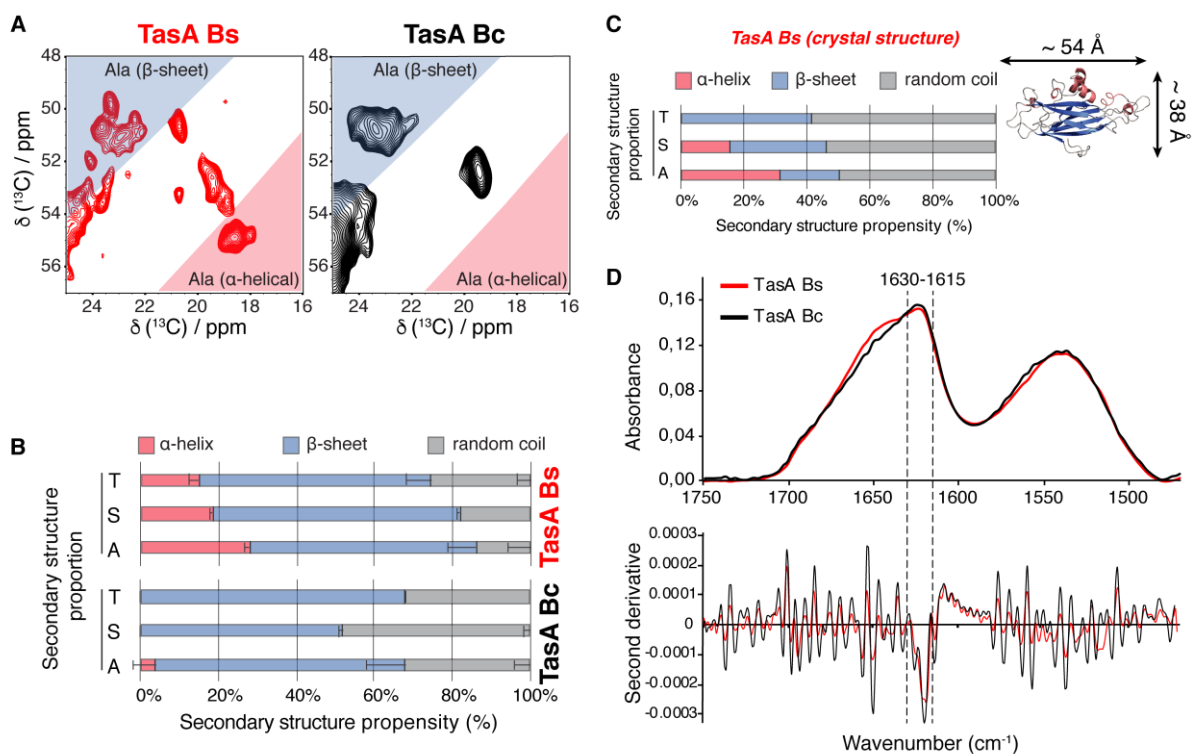 A
TasA Bs
TasA Bc
48
50
52
54
56
δ (¹³C) / ppm
Ala (β-sheet)
Ala (α-helical)
24 22 20 18 16
δ (¹³C) / ppm
Ala (β-sheet)
Ala (α-helical)
24 22 20 18 16
δ (¹³C) / ppm
B
α-helix β-sheet random coil
Secondary structure
proportion
T
S
A
TasA Bs
T
S
A
TasA Bc
0% 20% 40% 60% 80% 100%
Secondary structure propensity (%)
C
TasA Bs (crystal structure)
α-helix β-sheet random coil
Secondary structure
proportion
T
S
A
0% 20% 40% 60% 80% 100%
Secondary structure propensity (%)
~ 54 Å
~ 38 Å
D
1630-1615
TasA Bs
TasA Bc
Absorbance
0,16
0,12
0,08
0,04
0,00
1750 1700 1650 1600 1550 1500
Second derivative
0.0003
0.0002
0.0001
0
-0.0001
-0.0002
-0.0003
Wavenumber (cm⁻¹)